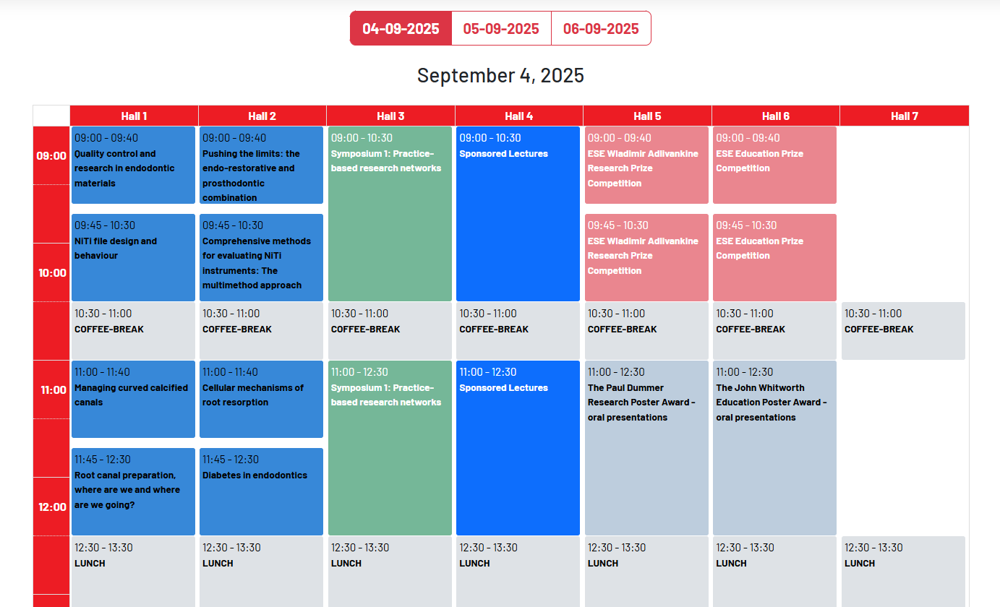 04-09-2025 05-09-2025 06-09-2025
September 4, 2025
Hall 1 Hall 2 Hall 3 Hall 4 Hall 5 Hall 6 Hall 7
09:00
10:00
11:00
12:00
09:00 - 09:40
Quality control and
research in endodontic
materials
09:45 - 10:30
NiTi file design and
behaviour
10:30 - 11:00
COFFEE-BREAK
11:00 - 11:40
Managing curved calcified
canals
11:45 - 12:30
Root canal preparation,
where are we and where
are we going?
12:30 - 13:30
LUNCH
09:00 - 09:40
Pushing the limits: the
endo-restorative and
prosthodontic
combination
09:45 - 10:30
Comprehensive methods
for evaluating NiTi
instruments: The
multimethod approach
10:30 - 11:00
COFFEE-BREAK
11:00 - 11:40
Cellular mechanisms of
root resorption
11:45 - 12:30
Diabetes in endodontics
12:30 - 13:30
LUNCH
09:00 - 10:30
Symposium 1: Practice-
based research networks
10:30 - 11:00
COFFEE-BREAK
11:00 - 12:30
Symposium 1: Practice-
based research networks
12:30 - 13:30
LUNCH
09:00 - 10:30
Sponsored Lectures
10:30 - 11:00
COFFEE-BREAK
11:00 - 12:30
Sponsored Lectures
12:30 - 13:30
LUNCH
09:00 - 09:40
ESE Wladimir Adlivankine
Research Prize
Competition
09:45 - 10:30
ESE Wladimir Adlivankine
Research Prize
Competition
10:30 - 11:00
COFFEE-BREAK
11:00 - 12:30
The Paul Dummer
Research Poster Award -
oral presentations
12:30 - 13:30
LUNCH
09:00 - 09:40
ESE Education Prize
Competition
09:45 - 10:30
ESE Education Prize
Competition
10:30 - 11:00
COFFEE-BREAK
11:00 - 12:30
The John Whitworth
Education Poster Award -
oral presentations
12:30 - 13:30
LUNCH
10:30 - 11:00
COFFEE-BREAK
12:30 - 13:30
LUNCH